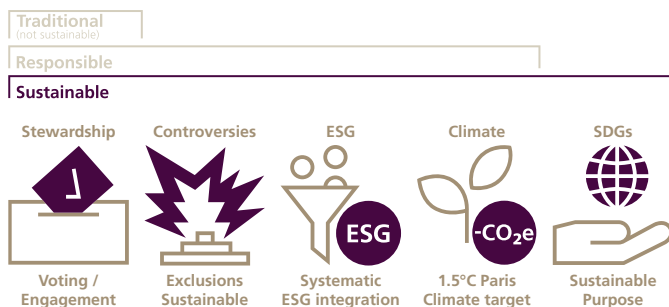 Traditional
(not sustainable)
Responsible
Sustainable
Stewardship Controversies ESG Climate SDGs
ESG -CO₂e
Voting / Exclusions Systematic 1.5°C Paris Sustainable
Engagement Sustainable ESG integration Climate target Purpose